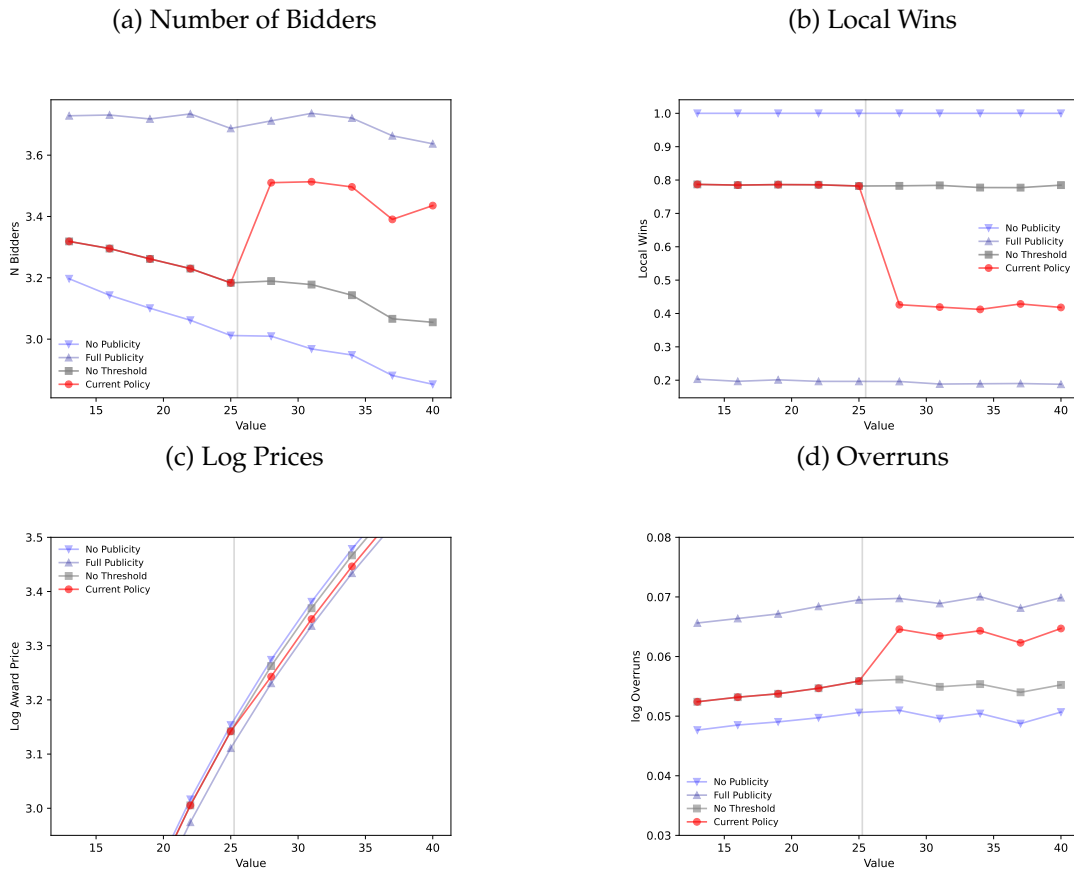 (a) Number of Bidders
3.6
3.4
3.2
3.0
N Bidders
No Publicity
Full Publicity
No Threshold
Current Policy
15 20 25 30 35 40
Value
(b) Local Wins
1.0
0.9
0.8
0.7
0.6
0.5
0.4
0.3
0.2
Local Wins
No Publicity
Full Publicity
No Threshold
Current Policy
15 20 25 30 35 40
Value
(c) Log Prices
3.5
3.4
3.3
3.2
3.1
3.0
Log Award Price
No Publicity
Full Publicity
No Threshold
Current Policy
15 20 25 30 35 40
Value
(d) Overruns
0.08
0.07
0.06
0.05
0.04
0.03
log Overruns
No Publicity
Full Publicity
No Threshold
Current Policy
15 20 25 30 35 40
Value